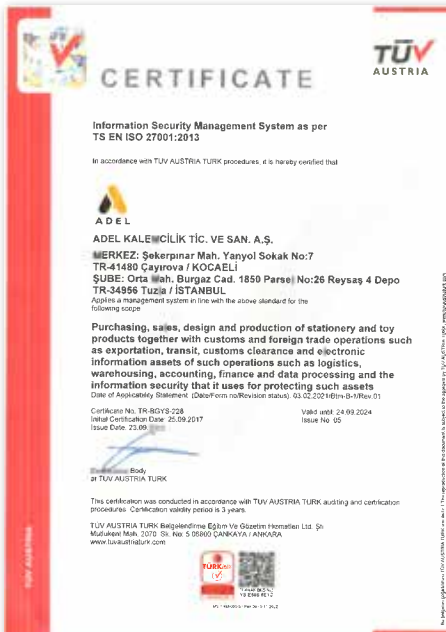 TÜV
AUSTRIA
CERTIFICATE
Information Security Management System as per
TS EN ISO 27001:2013
In accordance with TÜV AUSTRIA TURK procedures, it is hereby certified that
ADEL
ADEL KALEMCİLİK TİC. VE SAN. A.Ş.
MERKEZ: Şekerpınar Mah. Yanyol Sokak No:7
TR-41480 Çayırova / KOCAELİ
ŞUBE: Orta Mah. Burgaz Cad. 1850 Parsel No:26 Reysaş 4 Depo
TR-34956 Tuzla / İSTANBUL
Applies a management system in line with the above standard for the
following scope
Purchasing, sales, design and production of stationery and toy
products together with customs and foreign trade operations such
as exportation, transit, customs clearance and electronic
information assets of such operations such as logistics,
warehousing, accounting, finance and data processing and the
information security that it uses for protecting such assets
Date of Applicability Statement: (Date/Form no/Revision status): 03.02.2021/Btm-B-1/Rev.01
Certificate No. TR-BGYS-228
Valid until: 24.09.2024
Initial Certification Date: 25.09.2017
Issue No: 05
Issue Date: 23.09.
Body
at TÜV AUSTRIA TURK
This certification was conducted in accordance with TÜV AUSTRIA TURK auditing and certification
procedures. Certification validity period is 3 years.
TÜV AUSTRIA TURK Belgelendirme Eğitim Ve Gözetim Hizmetleri Ltd. Şti
Mutlukent Mah. 2070. Sk. No: 5 06800 ÇANKAYA / ANKARA
www.tuvaustriaturk.com
TÜRKAK
TÜV AUSTRIA